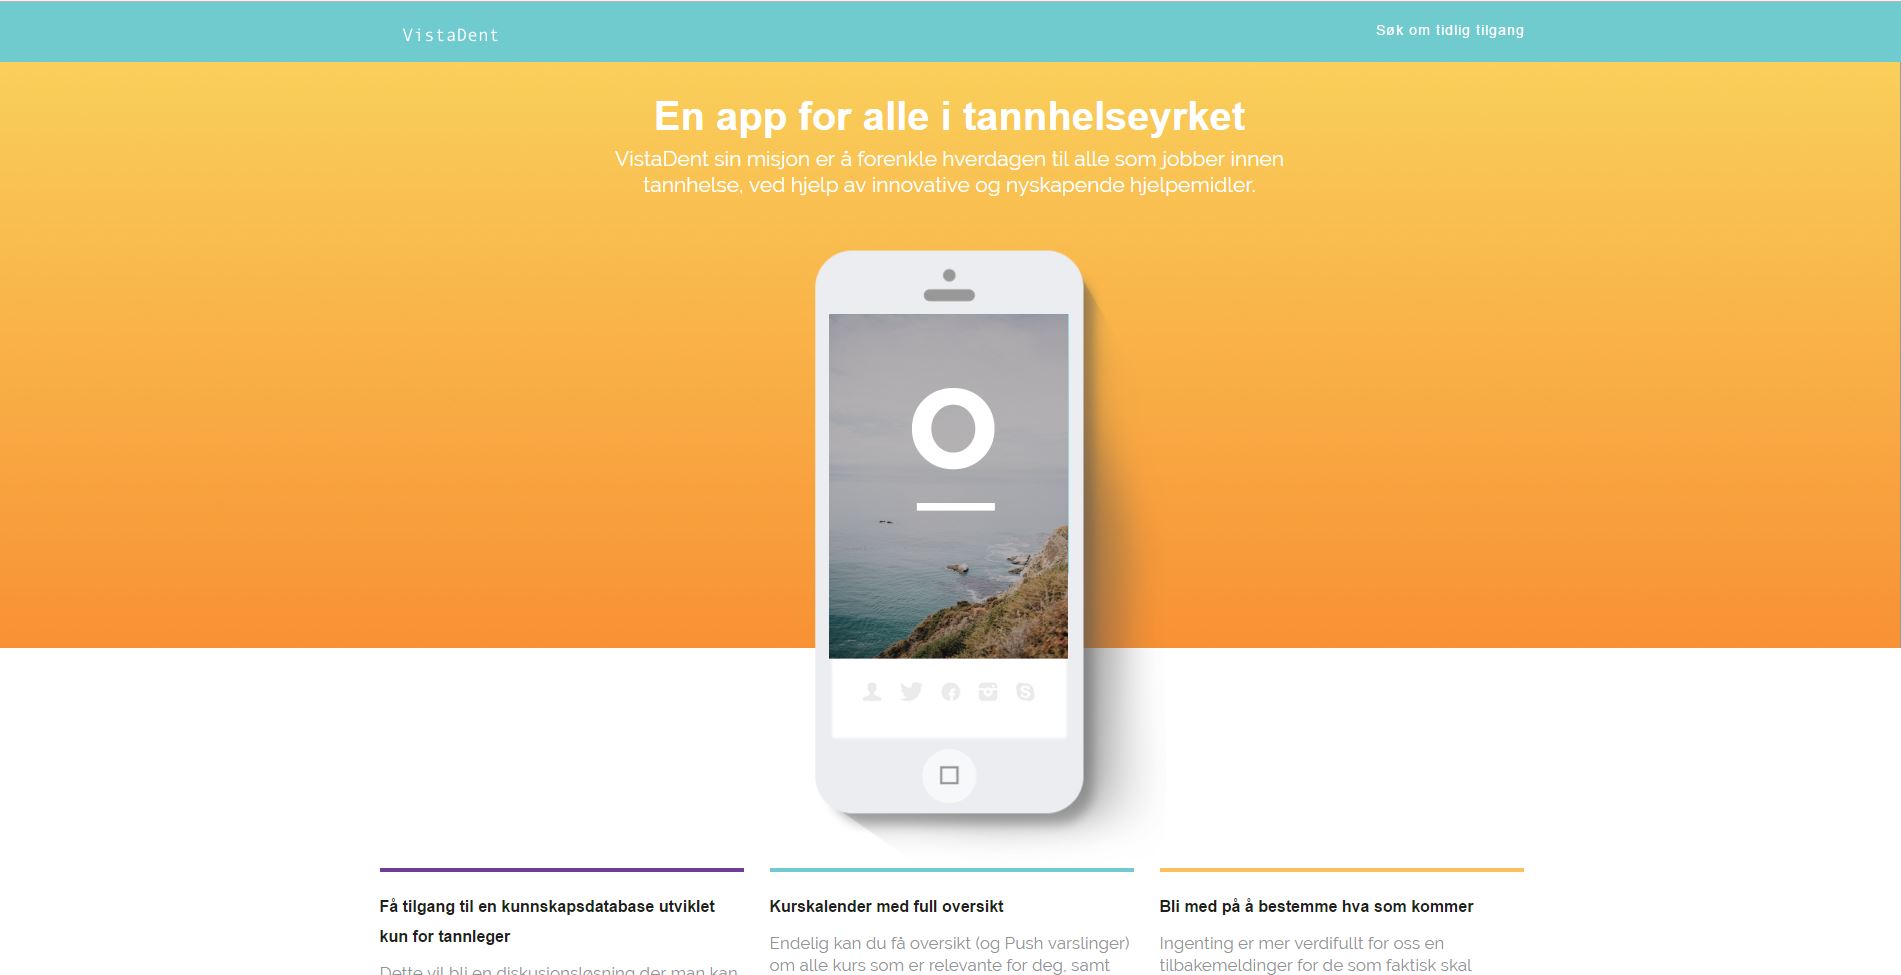 VistaDent
Søk om tidlig tilgang
En app for alle i tannhelseyrket
VistaDent sin misjon er å forenkle hverdagen til alle som jobber innen
tannhelse, ved hjelp av innovative og nyskapende hjelpemidler.
O
Få tilgang til en kunnskapsdatabase utviklet
kun for tannleger
Dette vil bli en diskusjonsløsning der man kan
Kurskalender med full oversikt
Endelig kan du få oversikt (og Push varslinger)
om alle kurs som er relevante for deg, samt
Bli med på å bestemme hva som kommer
Ingenting er mer verdifullt for oss en
tilbakemeldinger for de som faktisk skal